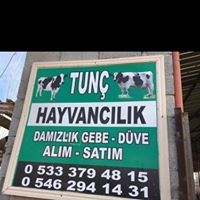 TUNÇ
HAYVANCILIK
DAMIZLIK GEBE - DÜVE
ALIM - SATIM
0 533 379 48 15
0 546 294 14 31